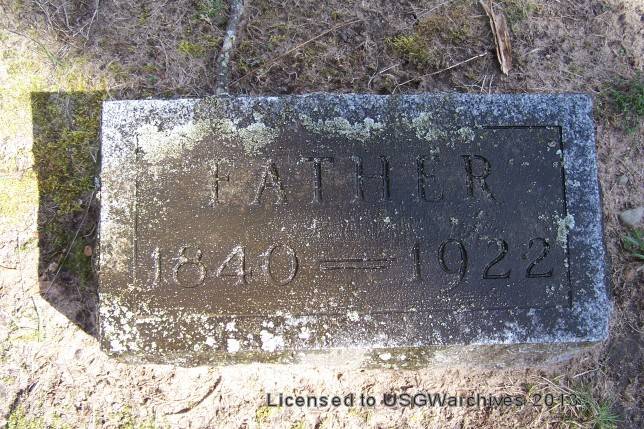 FATHER
1840 = 1922
Licensed to USGWarchives 2013